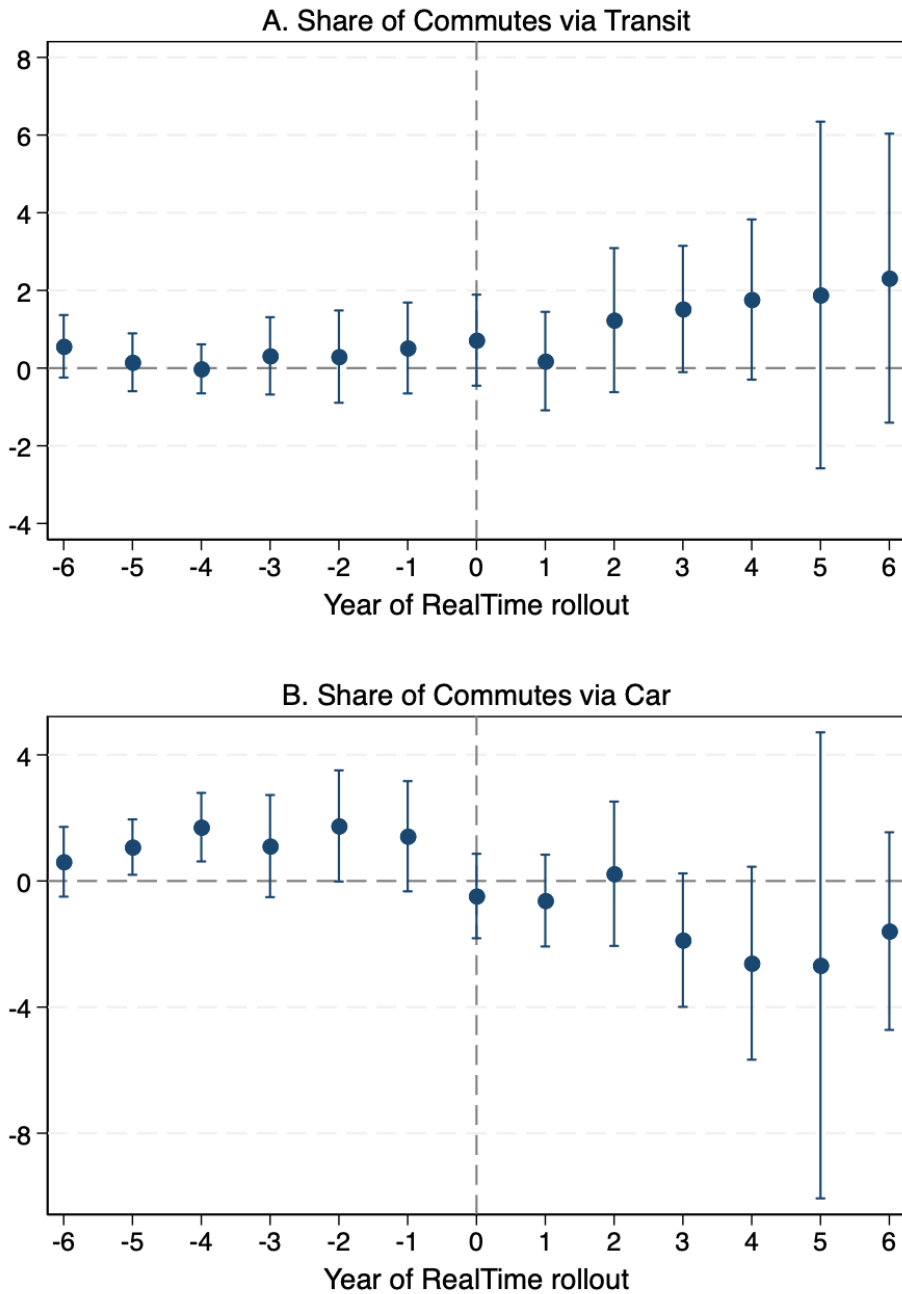 A. Share of Commutes via Transit
8
6
4
2
0
-2
-4
-6 -5 -4 -3 -2 -1 0 1 2 3 4 5 6
Year of RealTime rollout
B. Share of Commutes via Car
4
0
-4
-8
-6 -5 -4 -3 -2 -1 0 1 2 3 4 5 6
Year of RealTime rollout